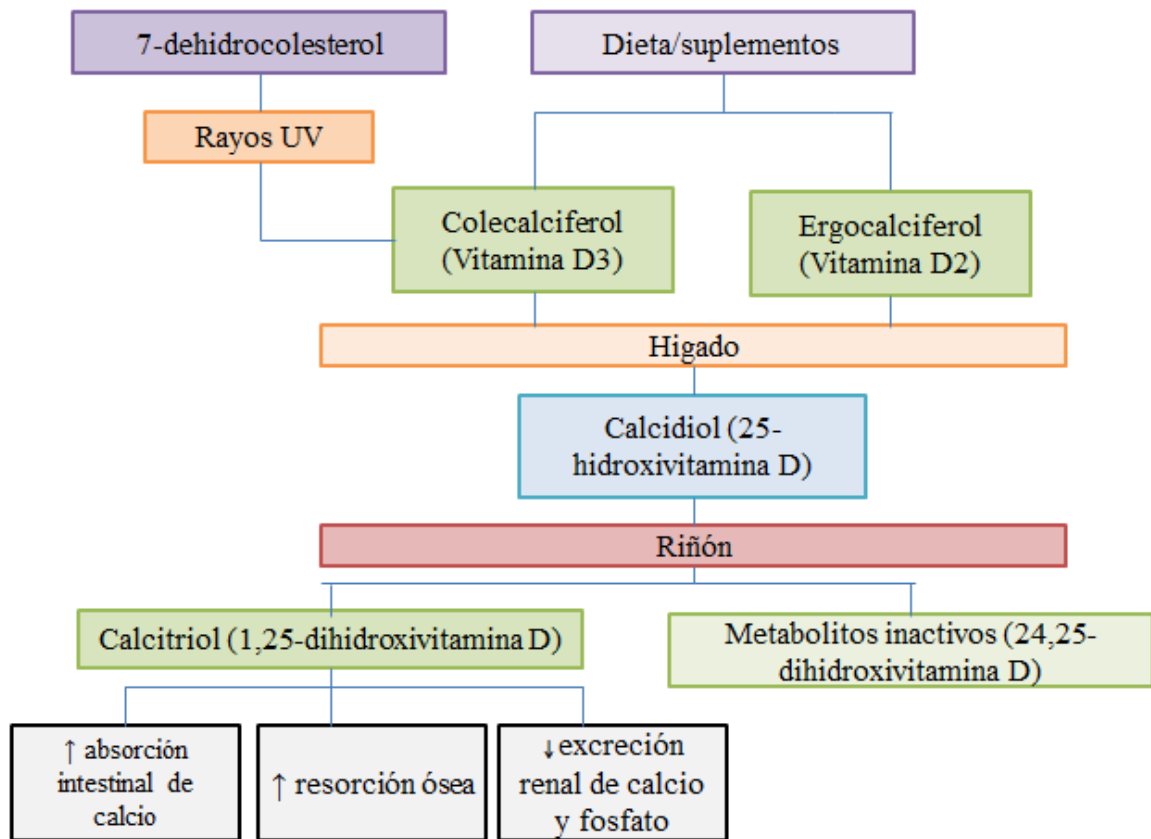 7-dehidrocolesterol
Dieta/suplementos
Rayos UV
Colecalciferol
(Vitamina D3)
Ergocalciferol
(Vitamina D2)
Higado
Calcidiol (25-
hidroxivitamina D)
Riñón
Calcitriol (1,25-dihidroxivitamina D)
Metabolitos inactivos (24,25-
dihidroxivitamina D)
↑ absorción
intestinal de
calcio
↑ resorción ósea
↓excreción
renal de calcio
y fosfato